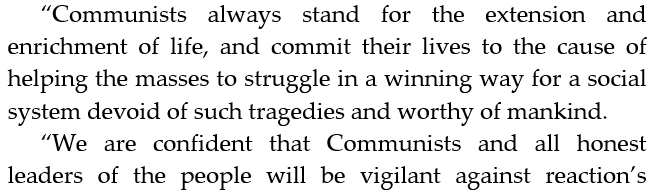 “Communists always stand for the extension and
enrichment of life, and commit their lives to the cause of
helping the masses to struggle in a winning way for a social
system devoid of such tragedies and worthy of mankind.
“We are confident that Communists and all honest
leaders of the people will be vigilant against reaction’s